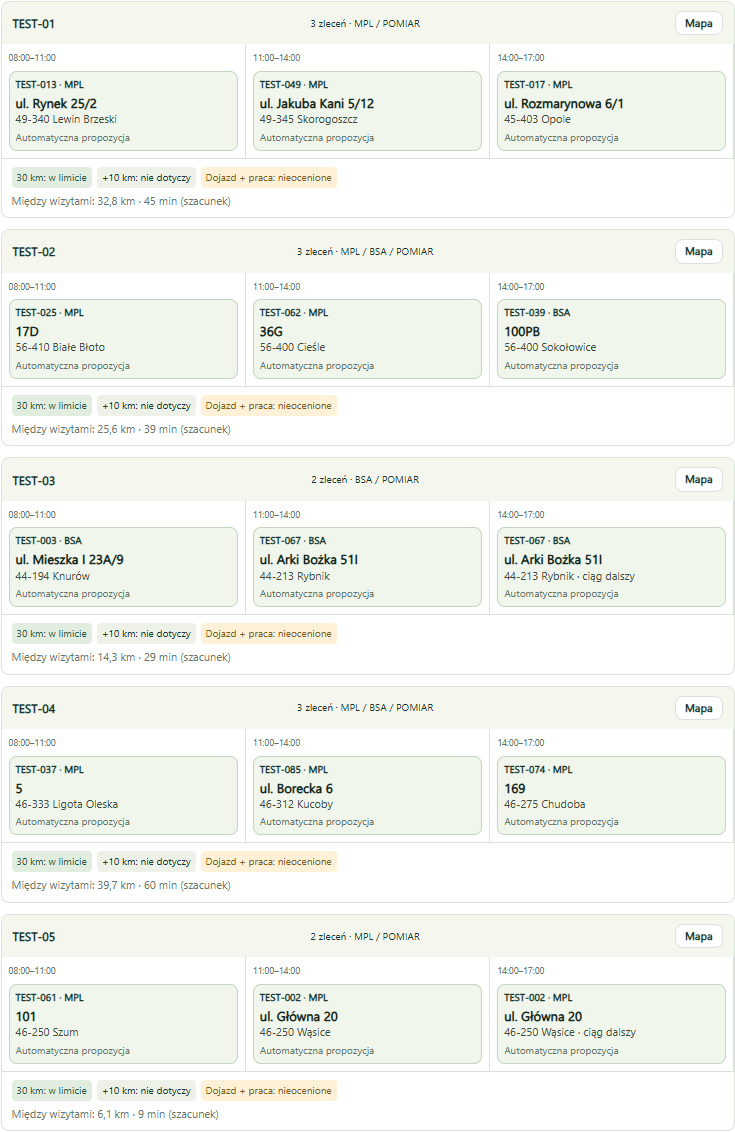 TEST-01 3 zleceń · MPL / POMIAR Mapa
08:00–11:00 11:00–14:00 14:00–17:00
TEST-013 · MPL TEST-049 · MPL TEST-017 · MPL
ul. Rynek 25/2 ul. Jakuba Kani 5/12 ul. Rozmarynowa 6/1
49-340 Lewin Brzeski 49-345 Skorogoszcz 45-403 Opole
Automatyczna propozycja Automatyczna propozycja Automatyczna propozycja
30 km: w limicie +10 km: nie dotyczy Dojazd + praca: nieocenione
Między wizytami: 32,8 km · 45 min (szacunek)
TEST-02 3 zleceń · MPL / BSA / POMIAR Mapa
08:00–11:00 11:00–14:00 14:00–17:00
TEST-025 · MPL TEST-062 · MPL TEST-039 · BSA
17D 36G 100PB
56-410 Białe Błoto 56-400 Cieśle 56-400 Sokołowice
Automatyczna propozycja Automatyczna propozycja Automatyczna propozycja
30 km: w limicie +10 km: nie dotyczy Dojazd + praca: nieocenione
Między wizytami: 25,6 km · 39 min (szacunek)
TEST-03 2 zleceń · BSA / POMIAR Mapa
08:00–11:00 11:00–14:00 14:00–17:00
TEST-003 · BSA TEST-067 · BSA TEST-067 · BSA
ul. Mieszka I 23A/9 ul. Arki Bożka 51I ul. Arki Bożka 51I
44-194 Knurów 44-213 Rybnik 44-213 Rybnik · ciąg dalszy
Automatyczna propozycja Automatyczna propozycja Automatyczna propozycja
30 km: w limicie +10 km: nie dotyczy Dojazd + praca: nieocenione
Między wizytami: 14,3 km · 29 min (szacunek)
TEST-04 3 zleceń · MPL / BSA / POMIAR Mapa
08:00–11:00 11:00–14:00 14:00–17:00
TEST-037 · MPL TEST-085 · MPL TEST-074 · MPL
5 ul. Borecka 6 169
46-333 Ligota Oleska 46-312 Kucoby 46-275 Chudoba
Automatyczna propozycja Automatyczna propozycja Automatyczna propozycja
30 km: w limicie +10 km: nie dotyczy Dojazd + praca: nieocenione
Między wizytami: 39,7 km · 60 min (szacunek)
TEST-05 2 zleceń · MPL / POMIAR Mapa
08:00–11:00 11:00–14:00 14:00–17:00
TEST-061 · MPL TEST-002 · MPL TEST-002 · MPL
101 ul. Główna 20 ul. Główna 20
46-250 Szum 46-250 Wąsice 46-250 Wąsice · ciąg dalszy
Automatyczna propozycja Automatyczna propozycja Automatyczna propozycja
30 km: w limicie +10 km: nie dotyczy Dojazd + praca: nieocenione
Między wizytami: 6,1 km · 9 min (szacunek)